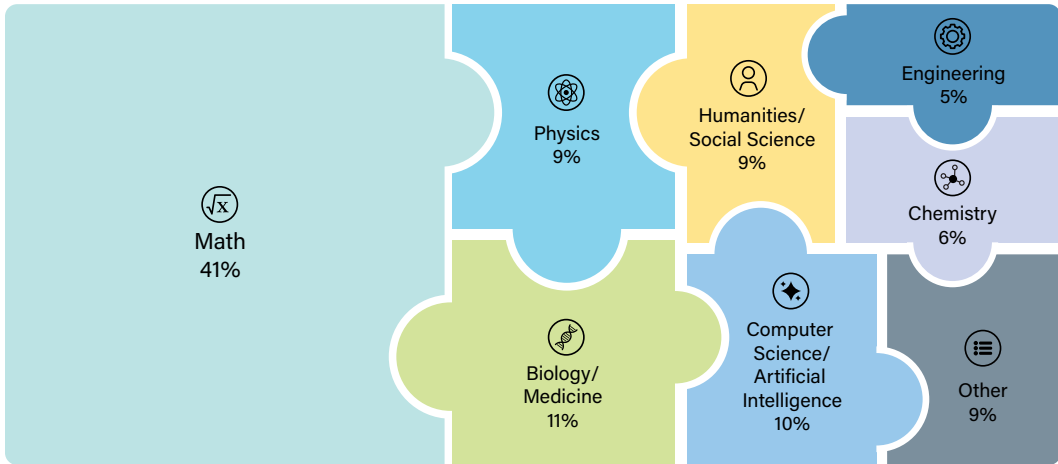 √x
Math
41%
Physics
9%
Humanities/
Social Science
9%
Engineering
5%
Chemistry
6%
Biology/
Medicine
11%
Computer
Science/
Artificial
Intelligence
10%
Other
9%